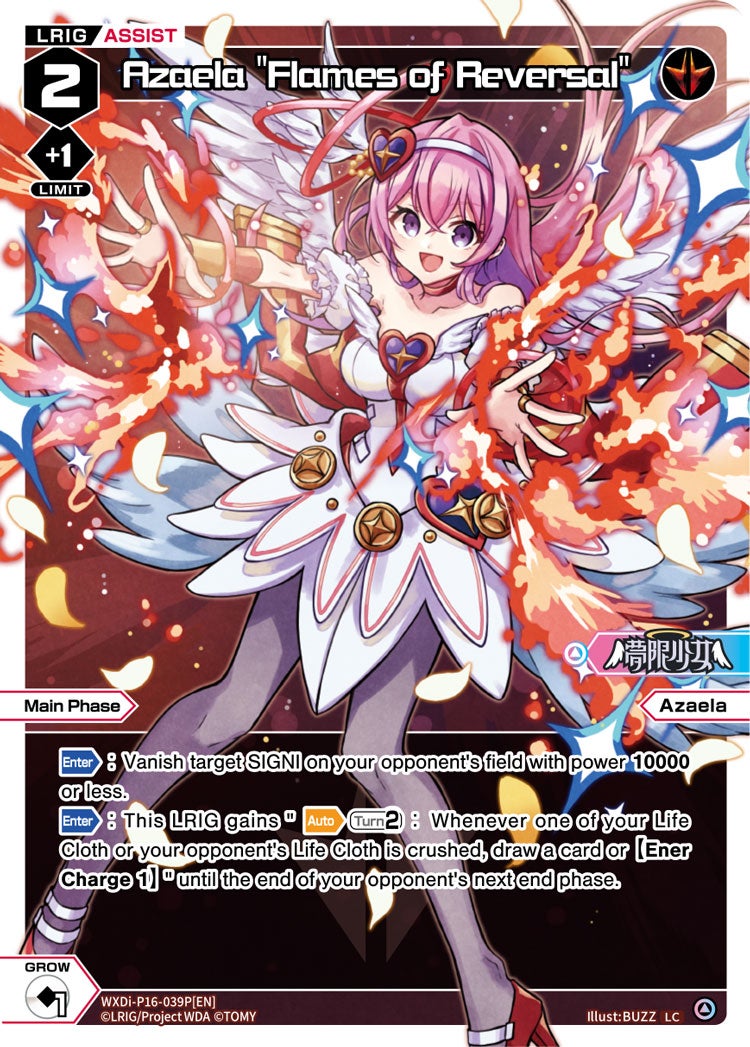 LRIG ASSIST
2
Azaela "Flames of Reversal"
+1
LIMIT
夢限少女
Main Phase
Azaela
Enter : Vanish target SIGNI on your opponent's field with power 10000
or less.
Enter : This LRIG gains " Auto Turn 2 : Whenever one of your Life
Cloth or your opponent's Life Cloth is crushed, draw a card or 【Ener
Charge 1】 " until the end of your opponent's next end phase.
GROW
1
WXDi-P16-039P[EN]
©LRIG/Project WDA ©TOMY
Illust:BUZZ LC